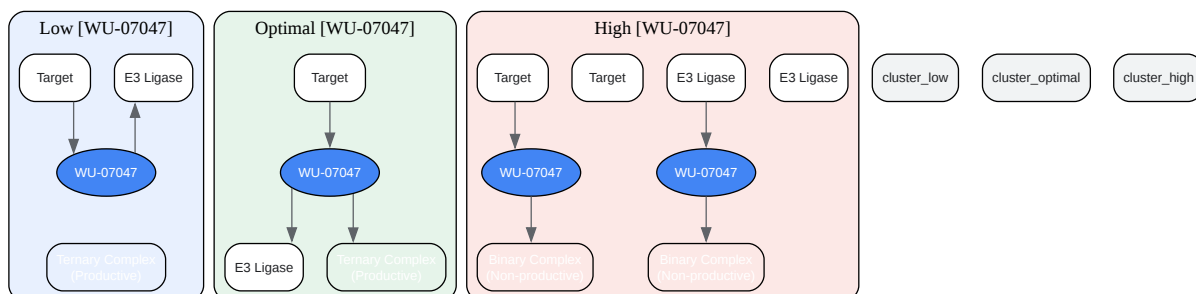 Low [WU-07047]
Target
E3 Ligase
WU-07047
Ternary Complex
(Productive)
Optimal [WU-07047]
Target
WU-07047
E3 Ligase
Ternary Complex
(Productive)
High [WU-07047]
Target
Target
E3 Ligase
E3 Ligase
WU-07047
WU-07047
Binary Complex
(Non-productive)
Binary Complex
(Non-productive)
cluster_low
cluster_optimal
cluster_high